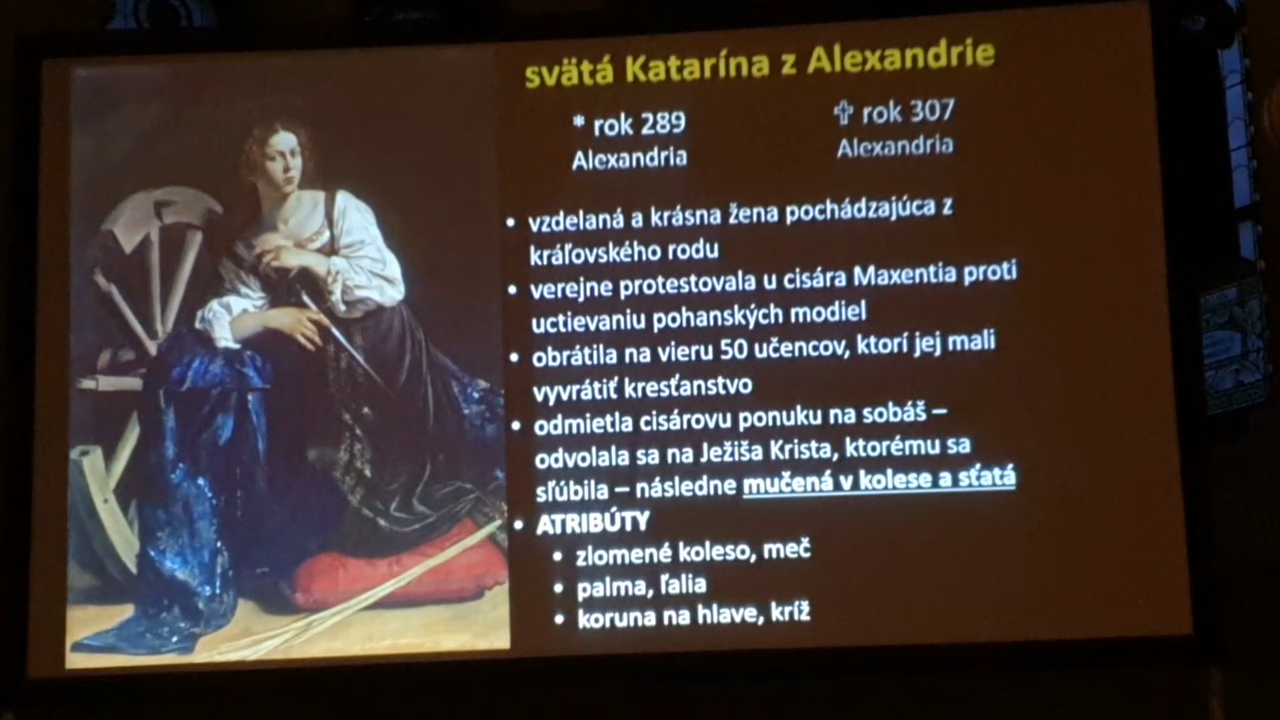 svätá Katarína z Alexandrie
* rok 289
Alexandria
✞ rok 307
Alexandria
• vzdelaná a krásna žena pochádzajúca z
kráľovského rodu
• verejne protestovala u cisára Maxentia proti
uctievaniu pohanských modiel
• obrátila na vieru 50 učencov, ktorí jej mali
vyvrátiť kresťanstvo
• odmietla cisárovu ponuku na sobáš –
odvolala sa na Ježiša Krista, ktorému sa
sľúbila – následne mučená v kolese a sťatá
• ATRIBÚTY
• zlomené koleso, meč
• palma, ľalia
• koruna na hlave, kríž